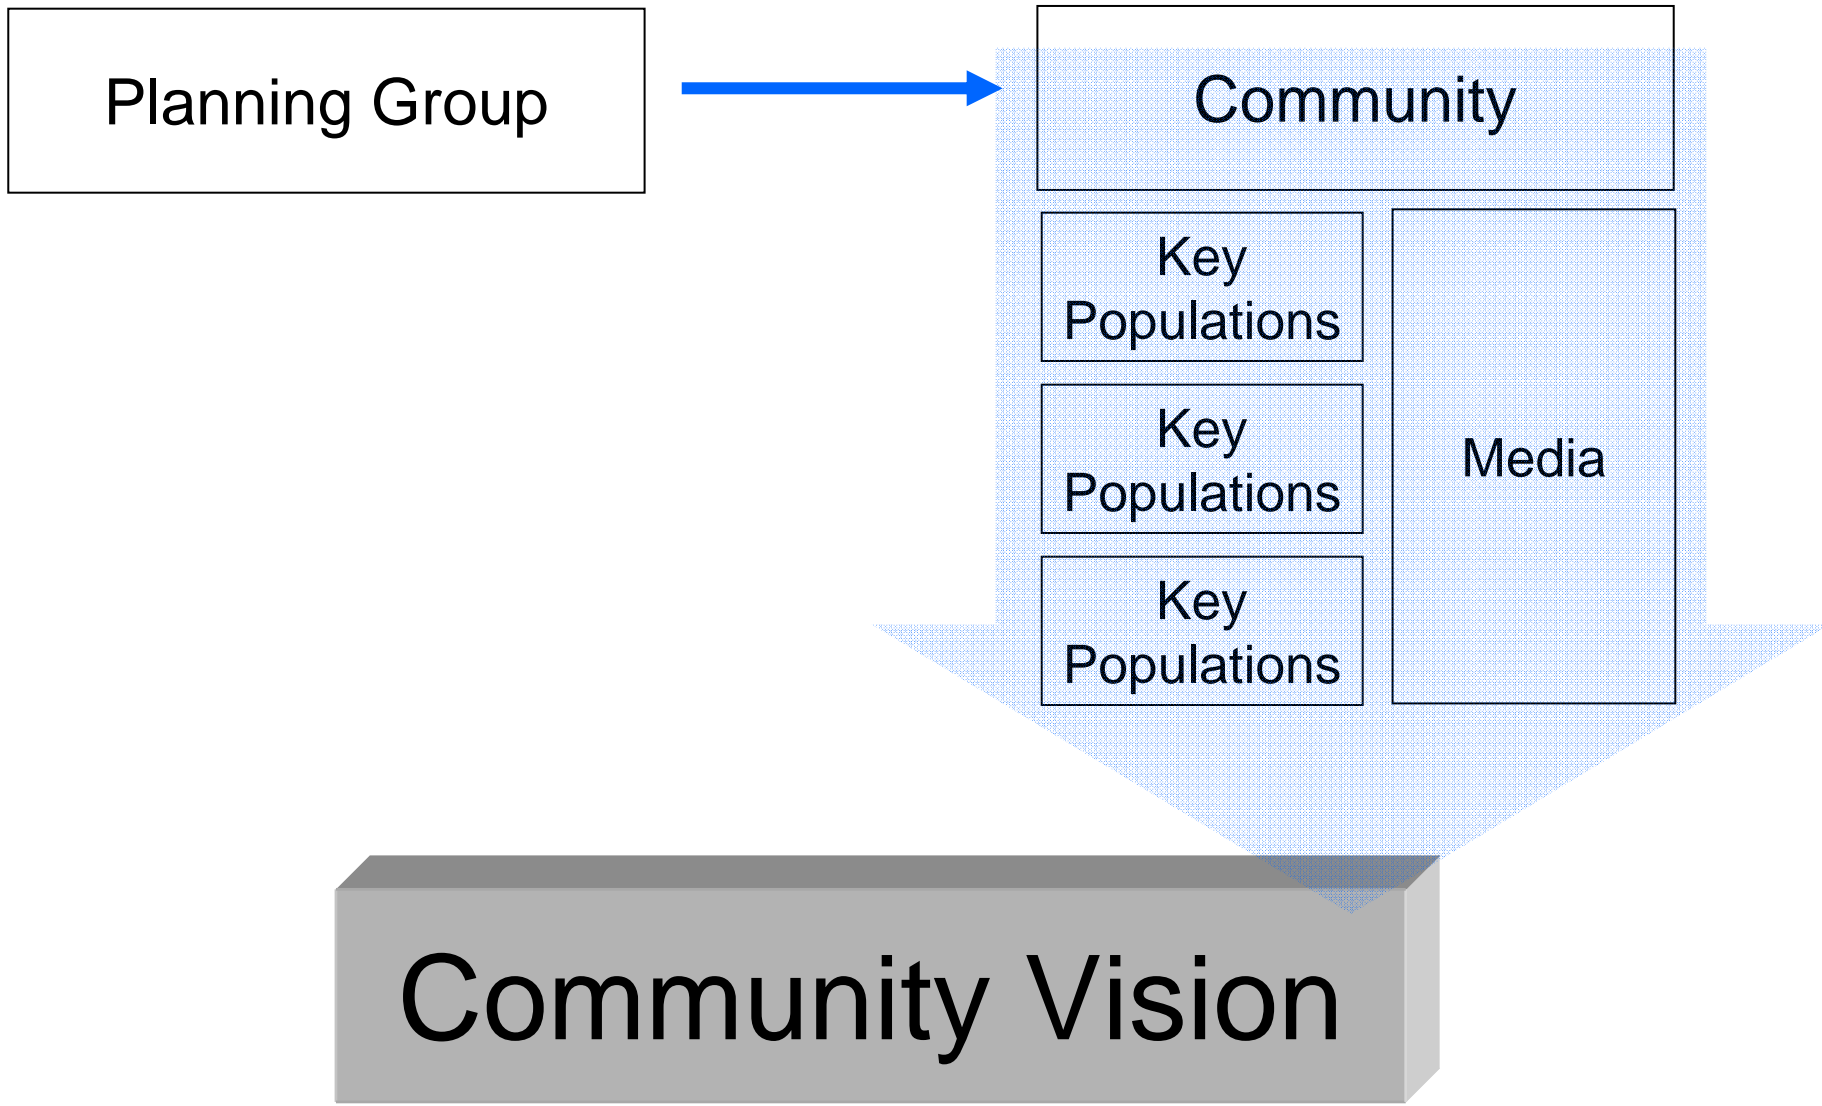 Planning Group
Community
Key
Populations
Key
Populations
Key
Populations
Media
Community Vision